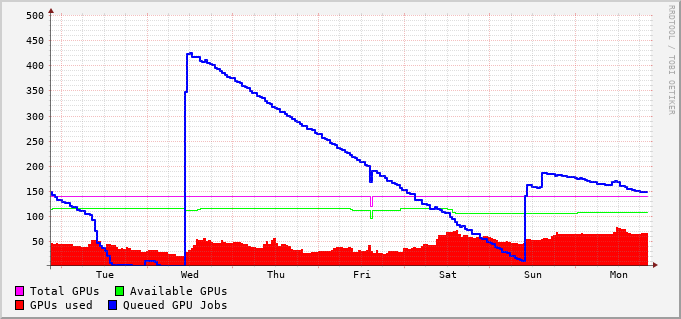 500
450
400
350
300
250
200
150
100
50
Tue Wed Thu Fri Sat Sun Mon
Total GPUs Available GPUs
GPUs used Queued GPU Jobs
RRDTOOL / TOBI OETIKER